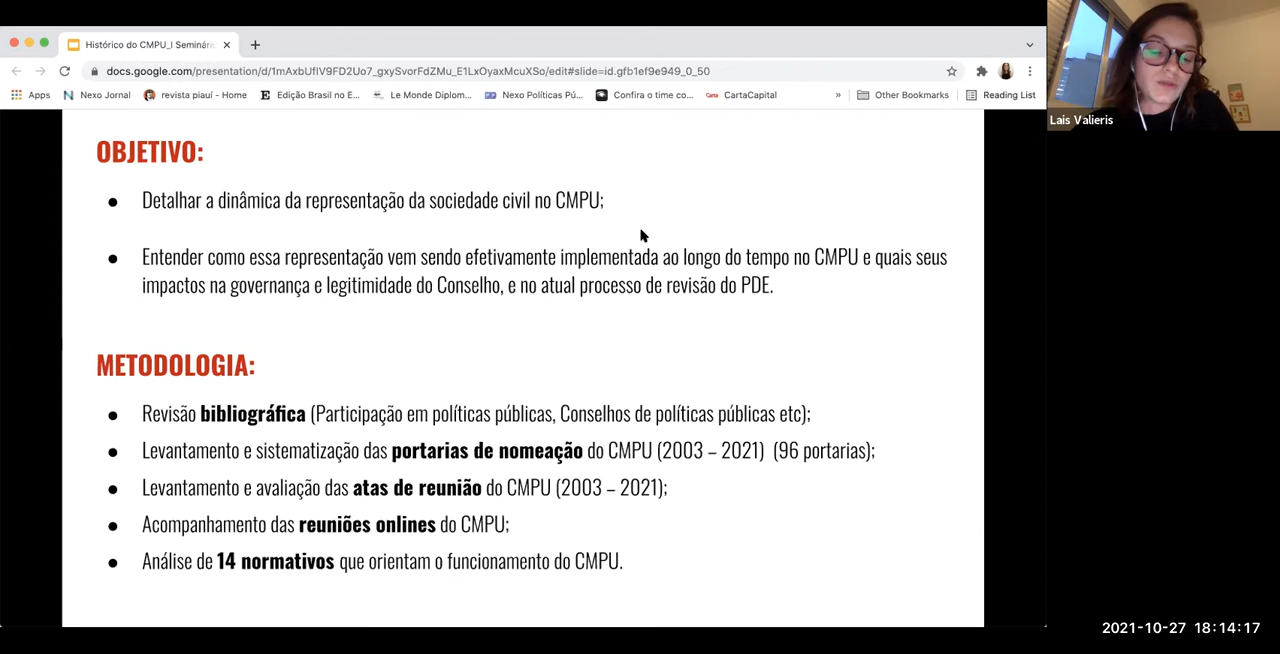 Histórico do CMPU_I Seminári
docs.google.com/presentation/d/1mAxbUfIV9FD2Uo7_gxySvorFdZMu_E1LxOyaxMcuXSo/edit#slide=id.gfb1ef9e949_0_50
Apps Nexo Jornal revista piauí - Home Edição Brasil no E... Le Monde Diplom... Nexo Políticas Pú... Confira o time co... Carta CartaCapital » Other Bookmarks Reading List
Lais Valieris
OBJETIVO:
● Detalhar a dinâmica da representação da sociedade civil no CMPU;
● Entender como essa representação vem sendo efetivamente implementada ao longo do tempo no CMPU e quais seus
impactos na governança e legitimidade do Conselho, e no atual processo de revisão do PDE.
METODOLOGIA:
● Revisão bibliográfica (Participação em políticas públicas, Conselhos de políticas públicas etc);
● Levantamento e sistematização das portarias de nomeação do CMPU (2003 – 2021) (96 portarias);
● Levantamento e avaliação das atas de reunião do CMPU (2003 – 2021);
● Acompanhamento das reuniões onlines do CMPU;
● Análise de 14 normativos que orientam o funcionamento do CMPU.
2021-10-27 18:14:17